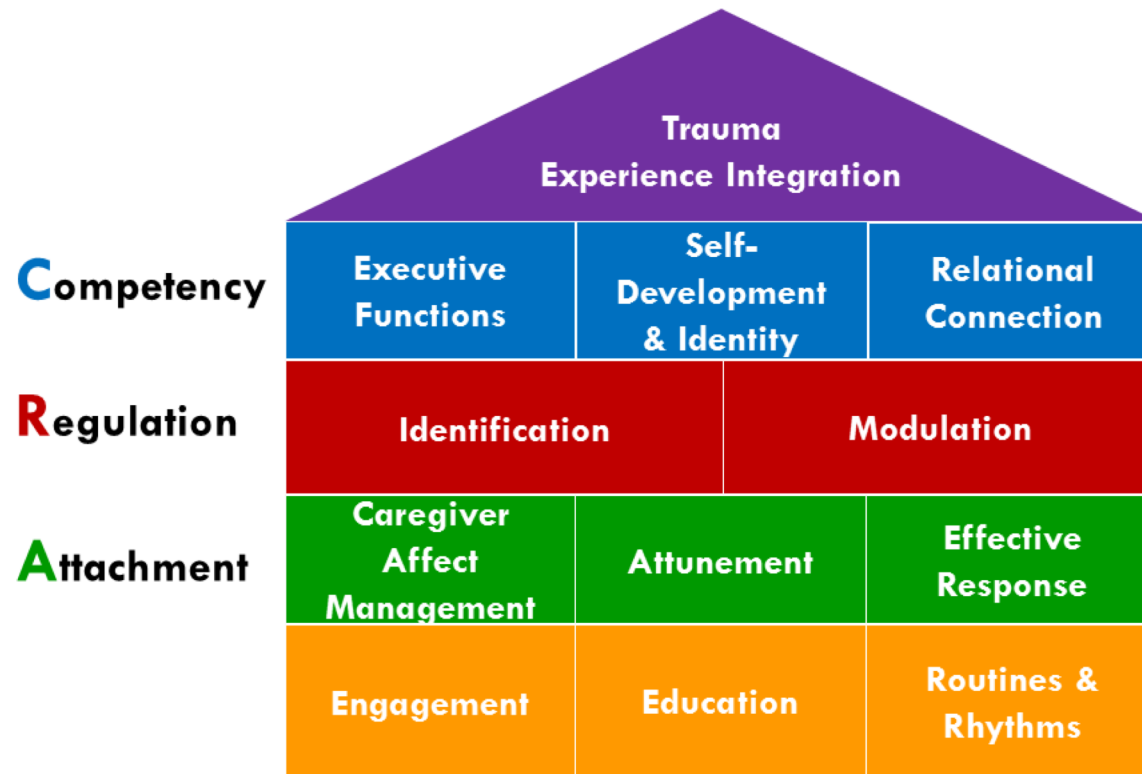 Trauma
Experience Integration
Competency
Executive
Functions
Self-
Development
& Identity
Relational
Connection
Regulation
Identification
Modulation
Attachment
Caregiver
Affect
Management
Attunement
Effective
Response
Engagement
Education
Routines &
Rhythms